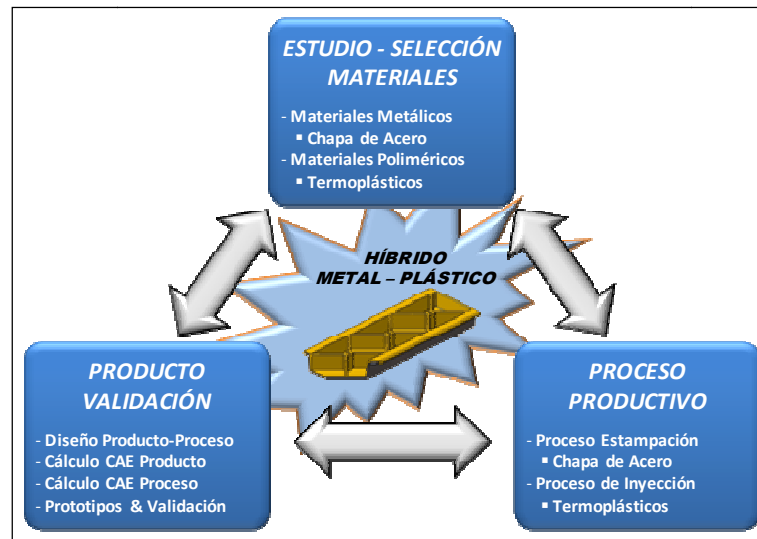 ESTUDIO - SELECCIÓN
MATERIALES
- Materiales Metálicos
▪ Chapa de Acero
- Materiales Poliméricos
▪ Termoplásticos
HÍBRIDO
METAL – PLÁSTICO
PRODUCTO
VALIDACIÓN
- Diseño Producto-Proceso
- Cálculo CAE Producto
- Cálculo CAE Proceso
- Prototipos & Validación
PROCESO
PRODUCTIVO
- Proceso Estampación
▪ Chapa de Acero
- Proceso de Inyección
▪ Termoplásticos